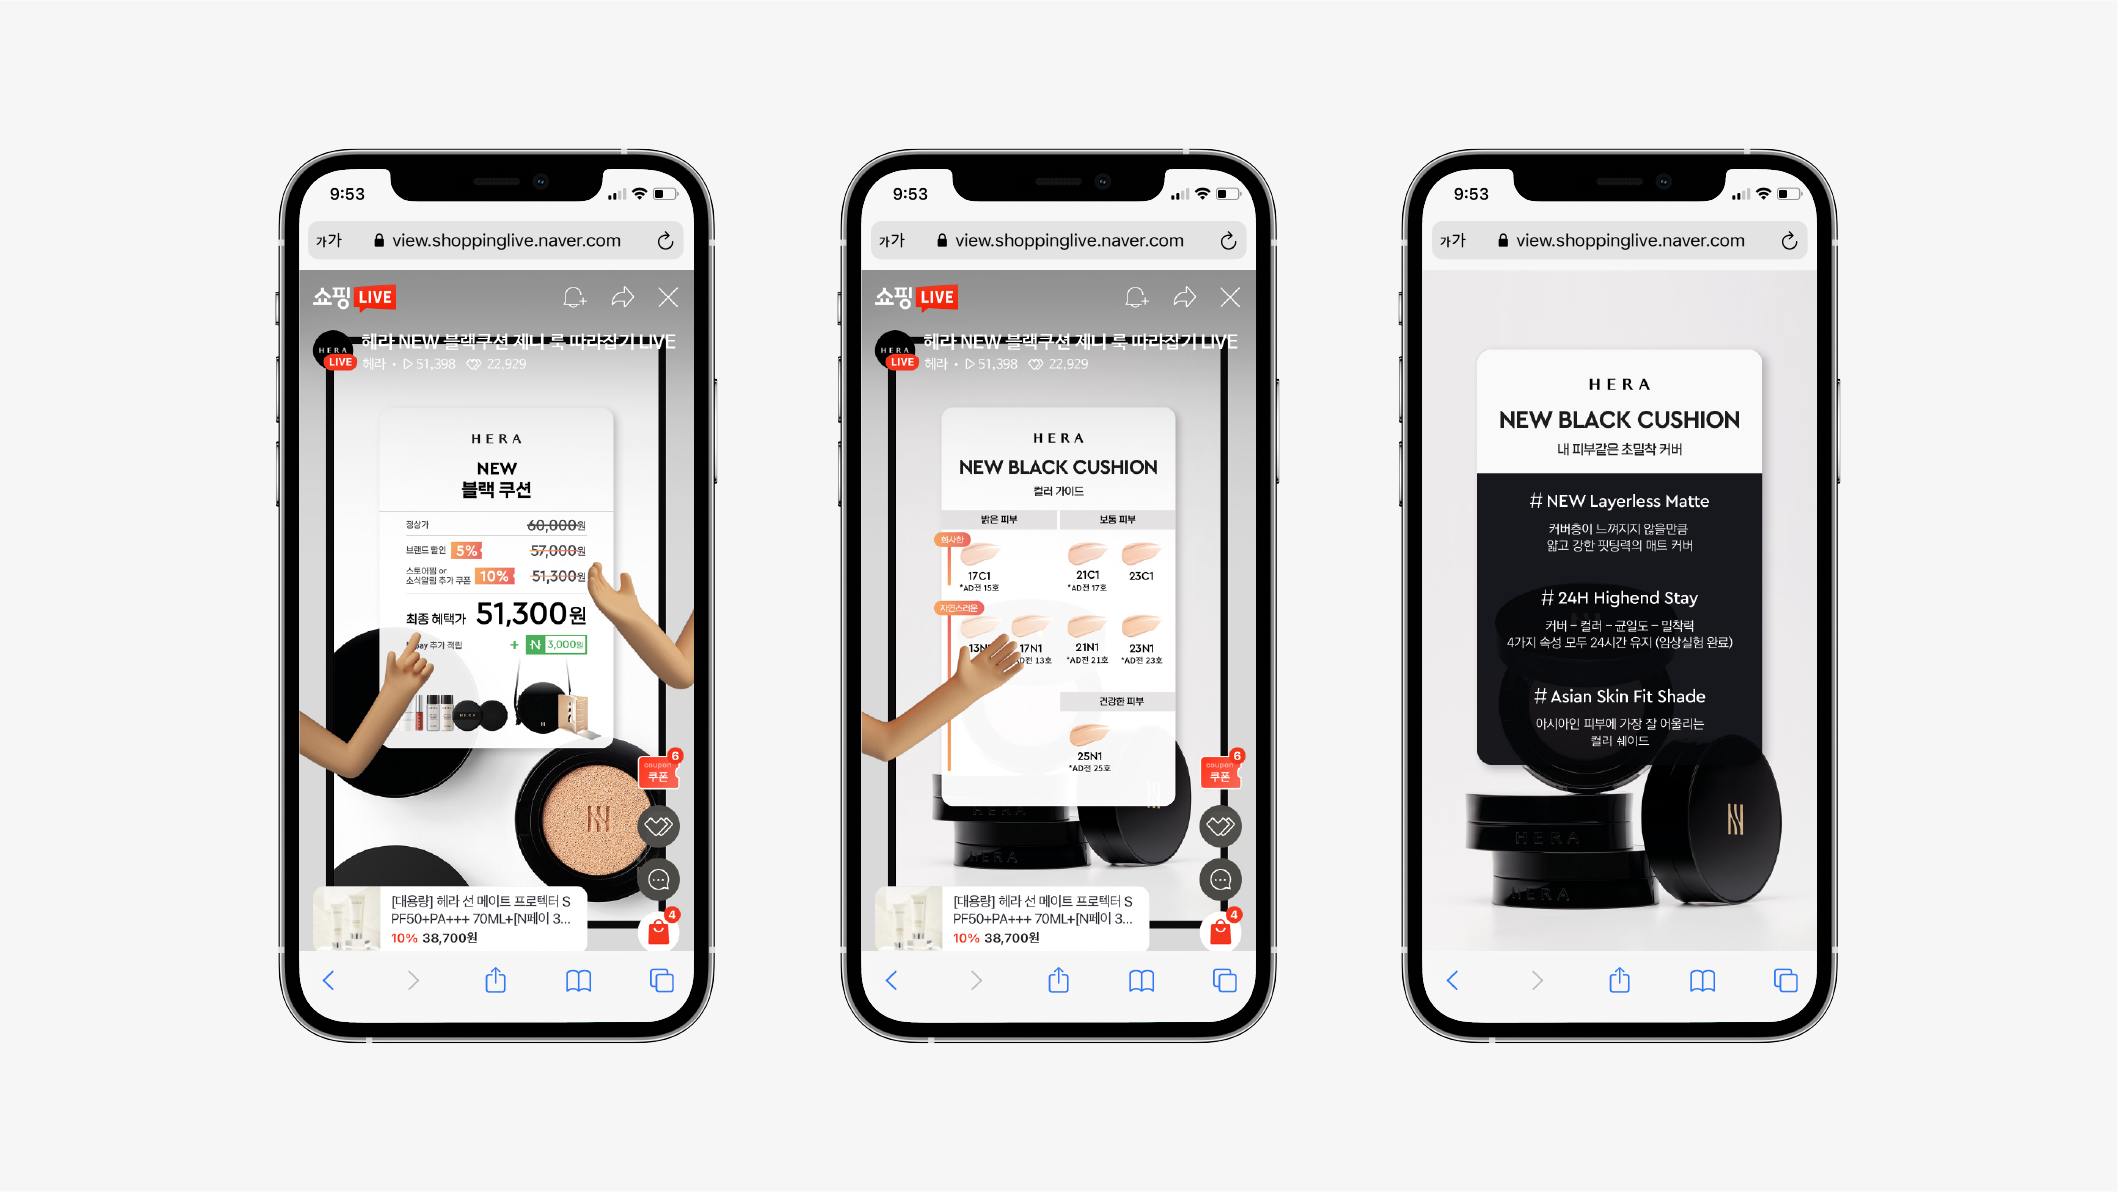 9:53
가가 view.shoppinglive.naver.com
쇼핑 LIVE
HERA
LIVE
헤라 NEW 블랙쿠션 제니 룩 따라잡기 LIVE
헤라 • 51,398 22,929
HERA
NEW
블랙 쿠션
정상가 60,000원
브랜드 할인 5% 57,000원
스토어찜 or
소식알림 추가 쿠폰 10% 51,300원
최종 혜택가 51,300원
pay 추가 적립 + N 3,000원
HERA
6
coupon
쿠폰
[대용량] 헤라 선 메이트 프로텍터 S
PF50+PA+++ 70ML+[N페이 3...
10% 38,700원
4
9:53
가가 view.shoppinglive.naver.com
쇼핑 LIVE
HERA
LIVE
헤라 NEW 블랙쿠션 제니 룩 따라잡기 LIVE
헤라 • 51,398 22,929
HERA
NEW BLACK CUSHION
컬러 가이드
밝은 피부 보통 피부
화사한
17C1 21C1 23C1
*AD전 15호 *AD전 17호
자연스러운
13N 17N1 21N1 23N1
AD전 13호 *AD전 21호 *AD전 23호
건강한 피부
25N1
*AD전 25호
HERA
HERA
6
coupon
쿠폰
[대용량] 헤라 선 메이트 프로텍터 S
PF50+PA+++ 70ML+[N페이 3...
10% 38,700원
4
9:53
가가 view.shoppinglive.naver.com
HERA
NEW BLACK CUSHION
내 피부같은 초밀착 커버
# NEW Layerless Matte
커버층이 느껴지지 않을만큼
얇고 강한 핏팅력의 매트 커버
# 24H Highend Stay
커버 – 컬러 – 균일도 – 밀착력
4가지 속성 모두 24시간 유지 (임상실험 완료)
# Asian Skin Fit Shade
아시아인 피부에 가장 잘 어울리는
컬러 쉐이드
HERA
HERA